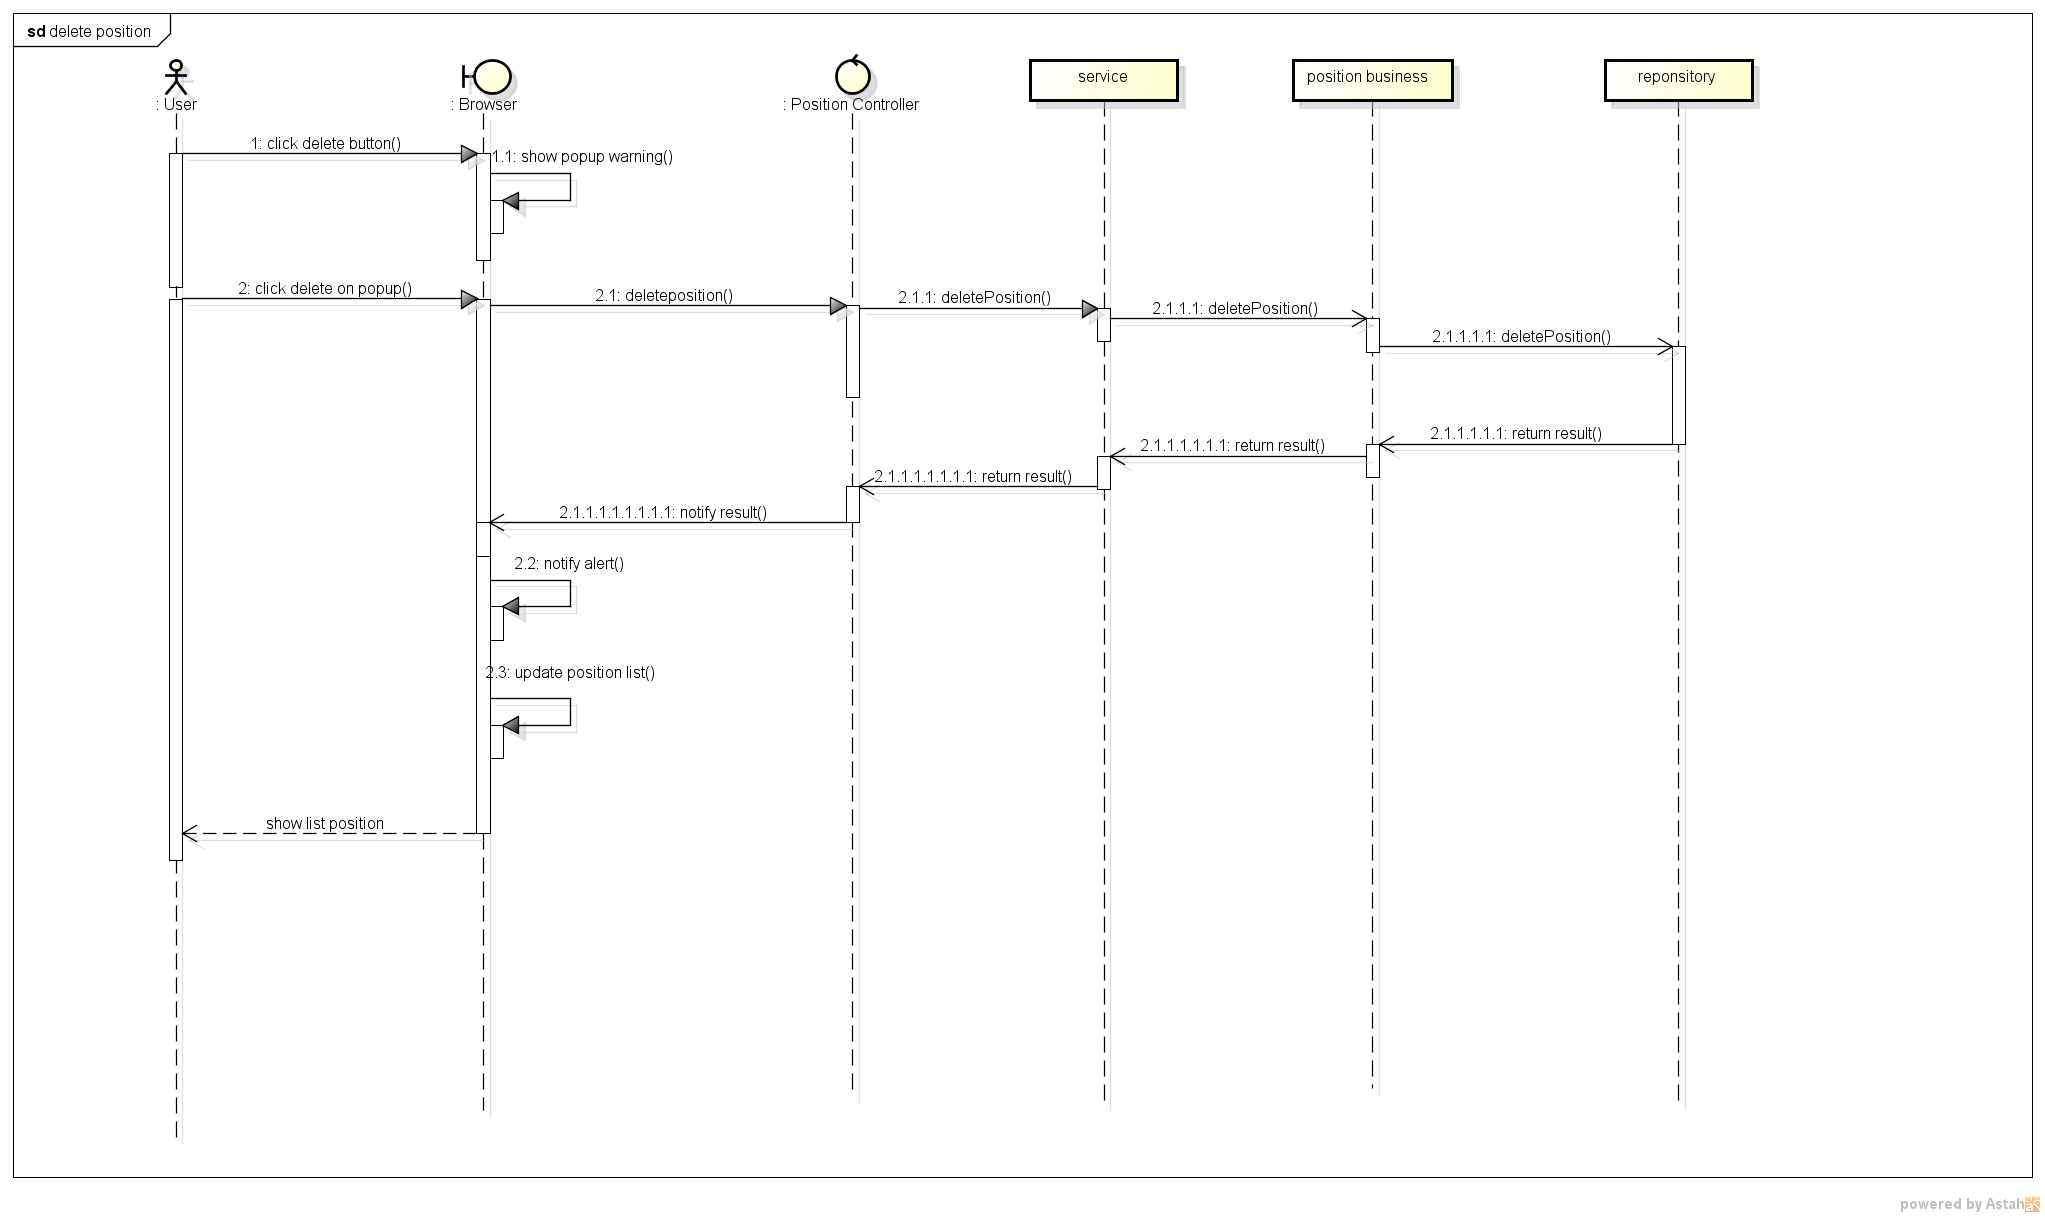 sd delete position
: User
: Browser
: Position Controller
service
position business
reponsitory
1: click delete button()
1.1: show popup warning()
2: click delete on popup()
2.1: deleteposition()
2.1.1: deletePosition()
2.1.1.1: deletePosition()
2.1.1.1.1: deletePosition()
2.1.1.1.1.1: return result()
2.1.1.1.1.1.1: return result()
2.1.1.1.1.1.1.1: return result()
2.1.1.1.1.1.1.1.1: notify result()
2.2: notify alert()
2.3: update position list()
show list position
powered by Astah